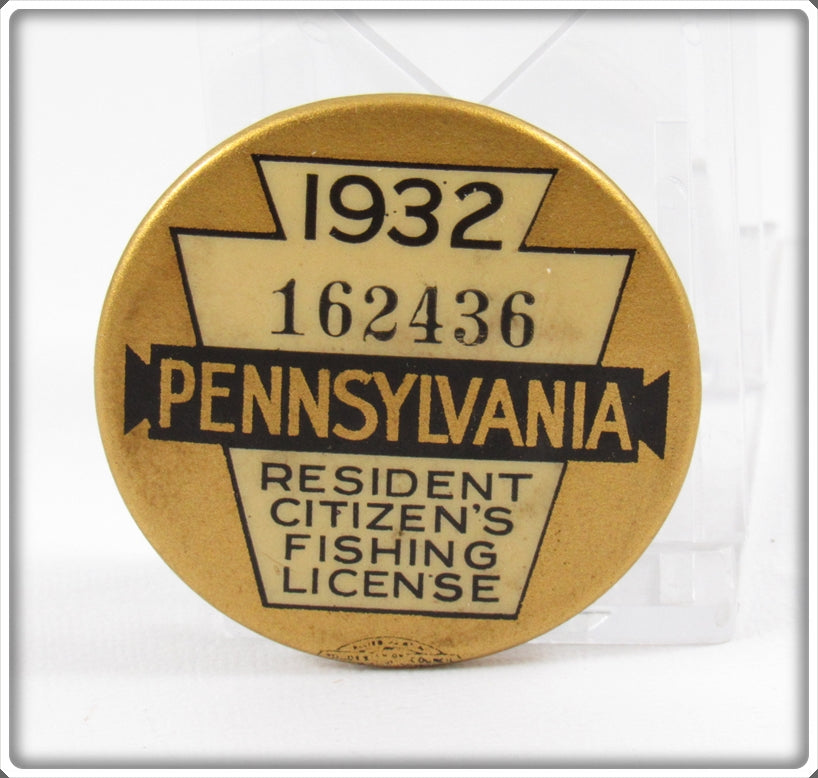 1932
162436
PENNSYLVANIA
RESIDENT
CITIZEN'S
FISHING
LICENSE